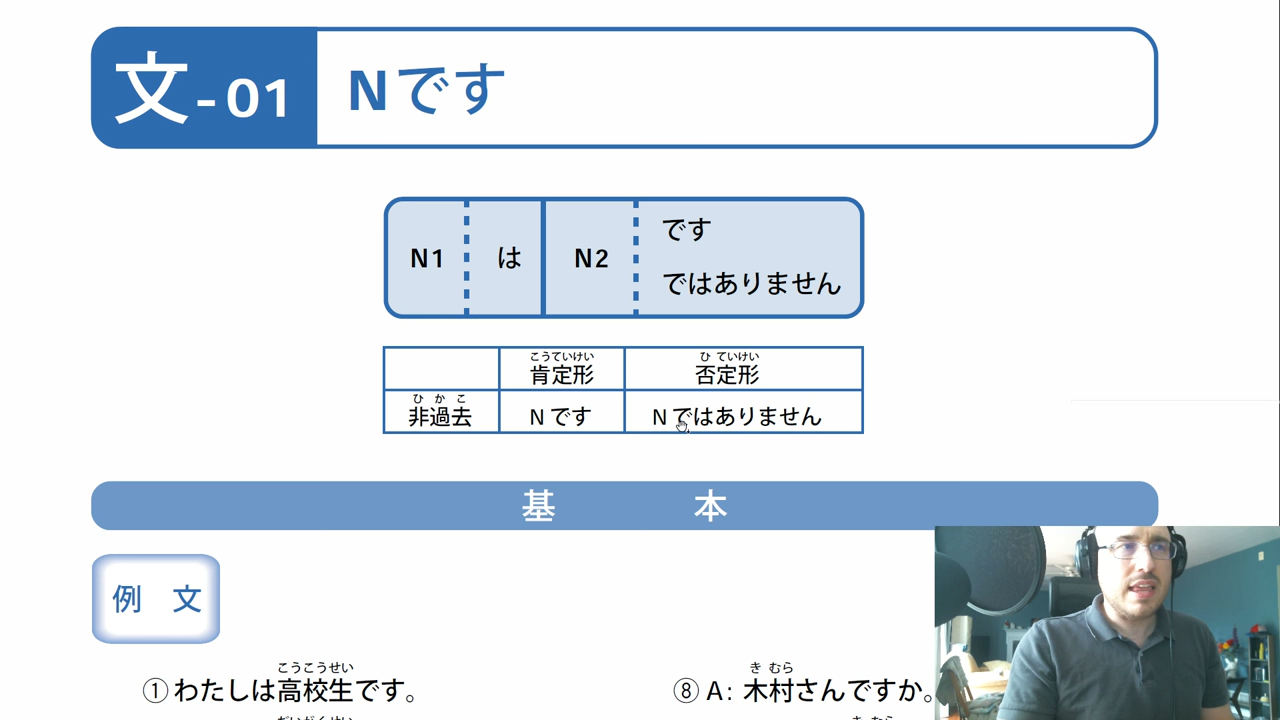 文-01 Nです
N1 は N2 です
ではありません
こうていけい ひ ていけい
肯定形 否定形
ひ か こ
非過去 Nです Nではありません
基本
例文
こうこうせい
①わたしは高校生です。
き むら
⑧A: 木村さんですか。